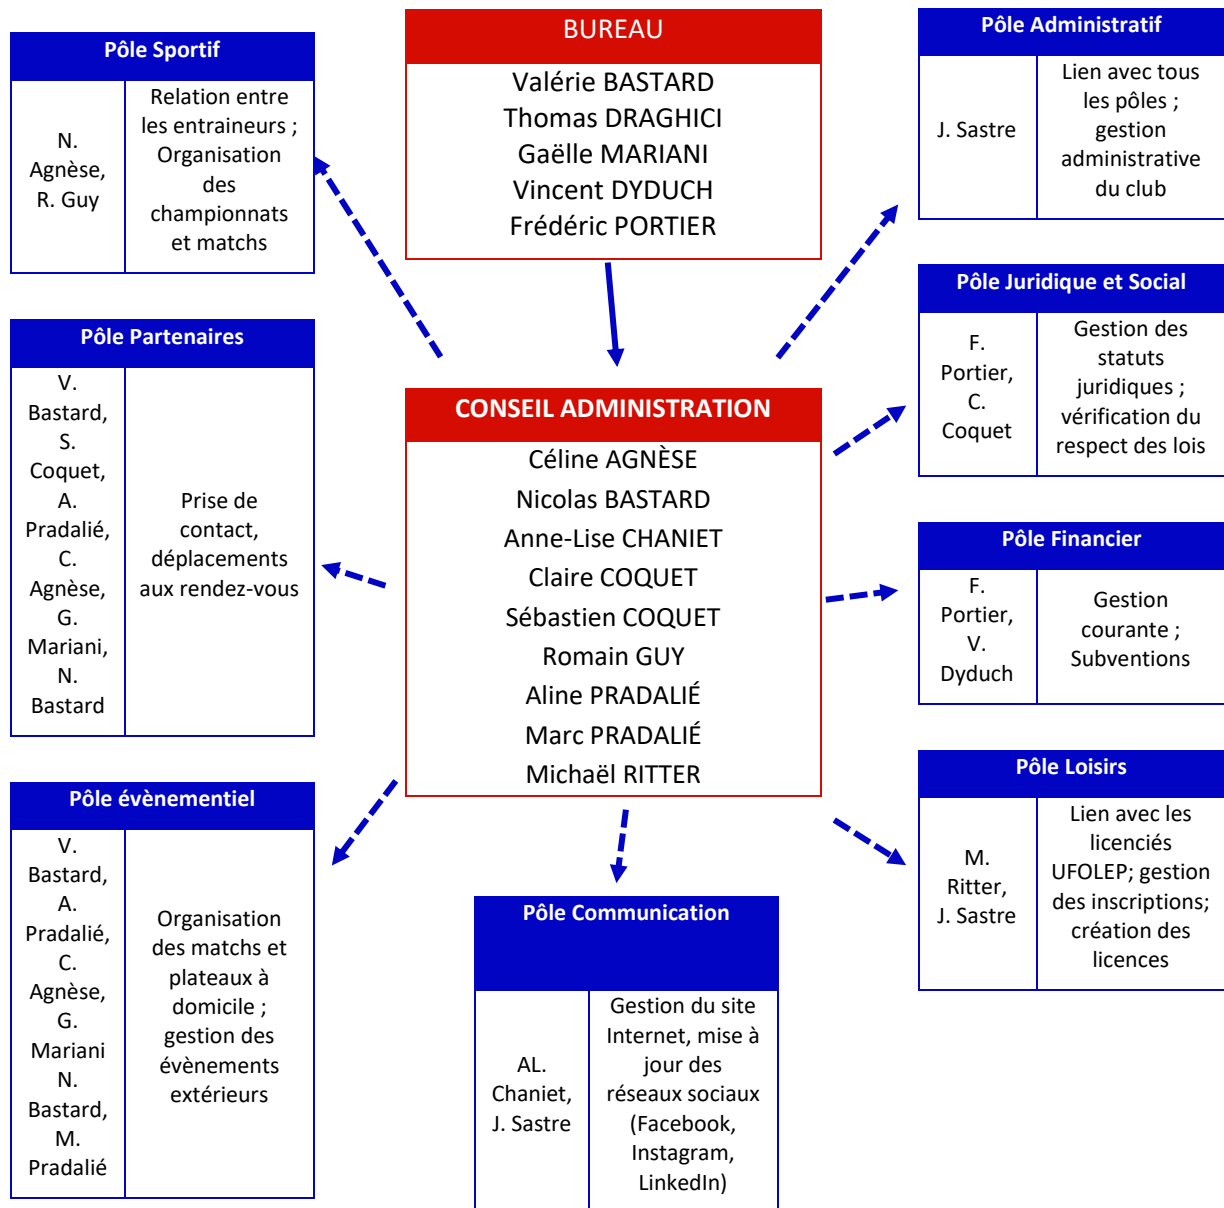 BUREAU
Valérie BASTARD
Thomas DRAGHICI
Gaëlle MARIANI
Vincent DYDUCH
Frédéric PORTIER
Pôle Sportif
N.
Agnèse,
R. Guy
Relation entre
les entraineurs ;
Organisation
des
championnats
et matchs
Pôle Administratif
J. Sastre
Lien avec tous
les pôles ;
gestion
administrative
du club
Pôle Juridique et Social
F.
Portier,
C.
Coquet
Gestion des
statuts
juridiques ;
vérification du
respect des lois
Pôle Partenaires
V.
Bastard,
S.
Coquet,
A.
Pradalié,
C.
Agnèse,
G.
Mariani,
N.
Bastard
Prise de
contact,
déplacements
aux rendez-vous
CONSEIL ADMINISTRATION
Céline AGNÈSE
Nicolas BASTARD
Anne-Lise CHANIET
Claire COQUET
Sébastien COQUET
Romain GUY
Aline PRADALIÉ
Marc PRADALIÉ
Michaël RITTER
Pôle Financier
F.
Portier,
V.
Dyduch
Gestion
courante ;
Subventions
Pôle Loisirs
M.
Ritter,
J. Sastre
Lien avec les
licenciés
UFOLEP; gestion
des inscriptions;
création des
licences
Pôle évènementiel
V.
Bastard,
A.
Pradalié,
C.
Agnèse,
G.
Mariani
N.
Bastard,
M.
Pradalié
Organisation
des matchs et
plateaux à
domicile ;
gestion des
évènements
extérieurs
Pôle Communication
AL.
Chaniet,
J. Sastre
Gestion du site
Internet, mise à
jour des
réseaux sociaux
(Facebook,
Instagram,
LinkedIn)